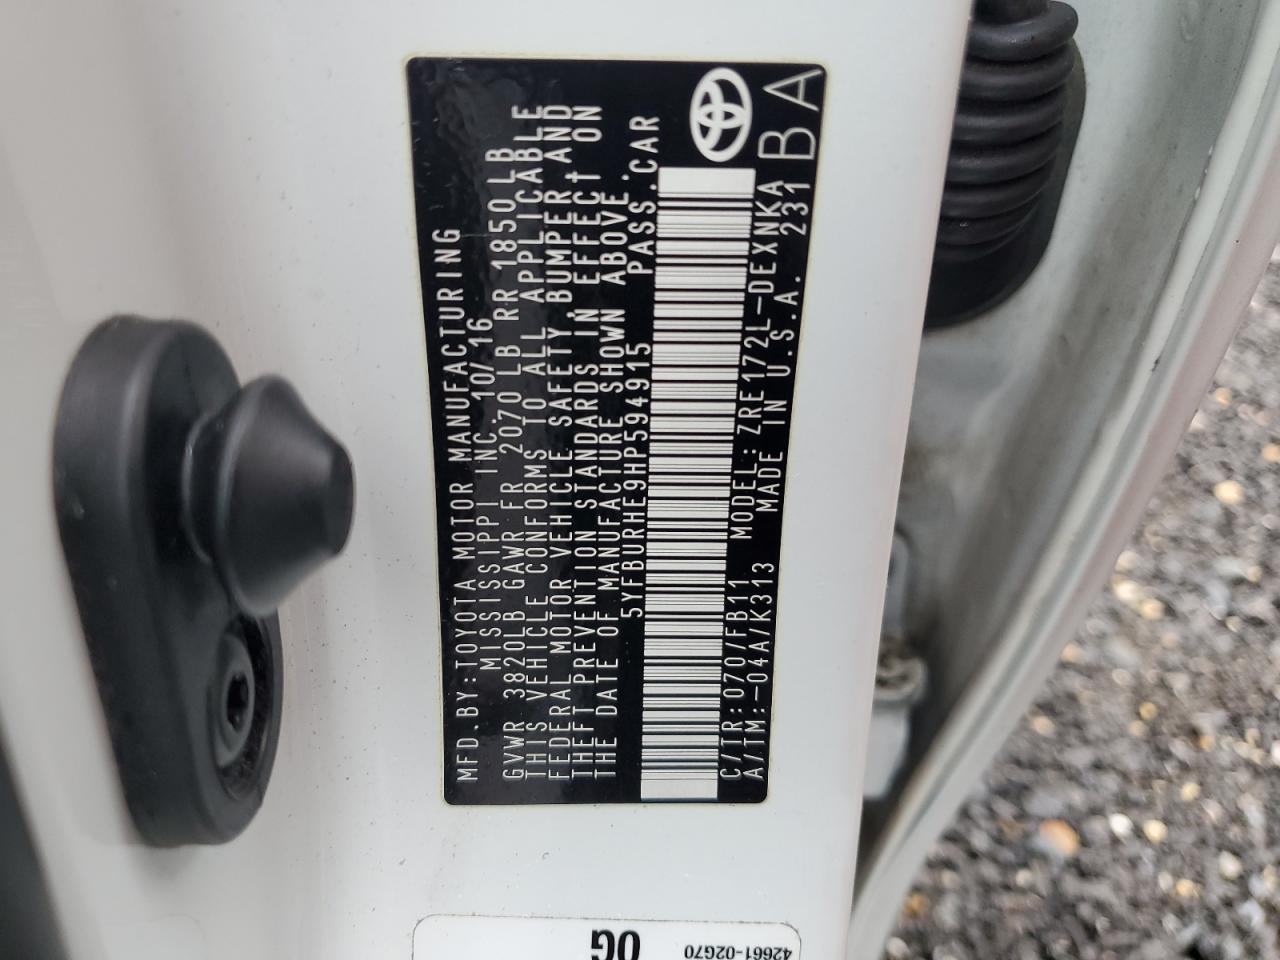 MFD. BY: TOYOTA MOTOR MANUFACTURING
MISSISSIPPI INC. 10/16
GVWR 3820LB GAWR FR 2070LB RR 1850LB
THIS VEHICLE CONFORMS TO ALL APPLICABLE
FEDERAL MOTOR VEHICLE SAFETY, BUMPER AND
THEFT PREVENTION STANDARDS IN EFFECT ON
THE DATE OF MANUFACTURE SHOWN ABOVE.
5YFBURHE9HP594915 PASS.CAR
C/TR:070/FB11 MODEL:ZRE172L-DEXNKA
A/TM:-04A/K313 MADE IN U.S.A. 231
BA
42661-02G70
0G